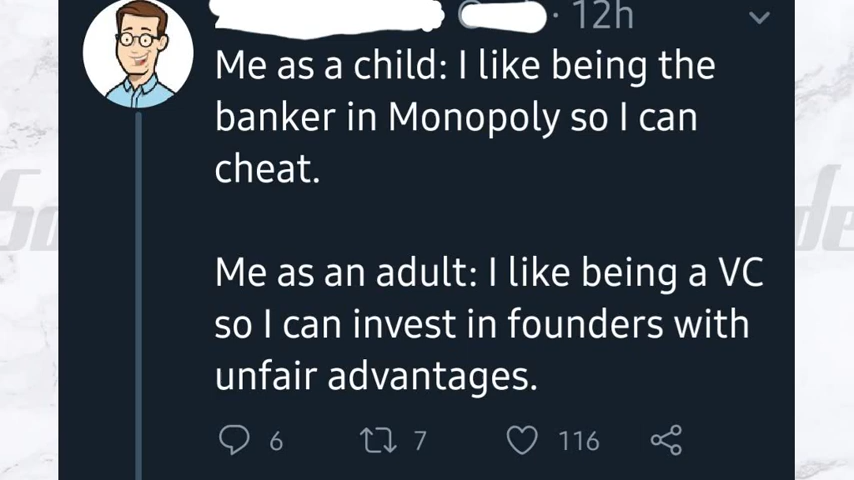 · 12h
Me as a child: I like being the
banker in Monopoly so I can
cheat.
Me as an adult: I like being a VC
so I can invest in founders with
unfair advantages.
6 7 116